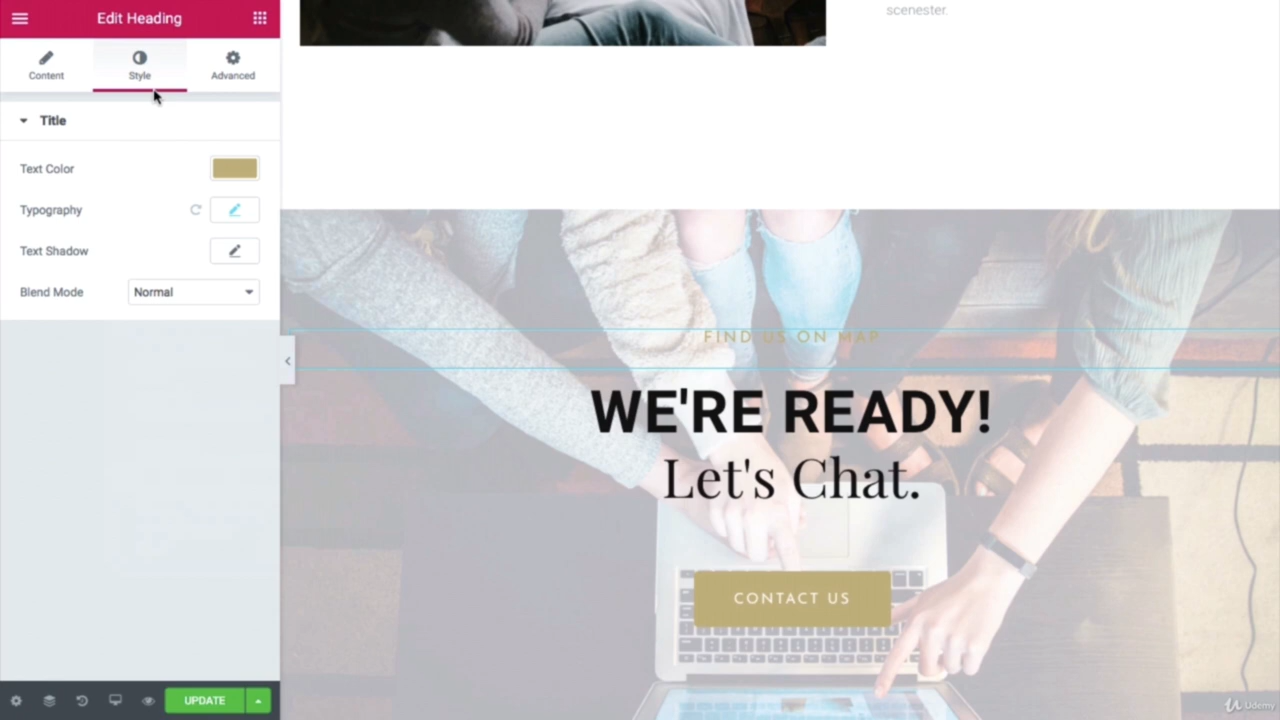 Edit Heading
Content
Style
Advanced
Title
Text Color
Typography
Text Shadow
Blend Mode
Normal
UPDATE
scenester.
FIND US ON MAP
WE'RE READY!
Let's Chat.
CONTACT US
Udemy